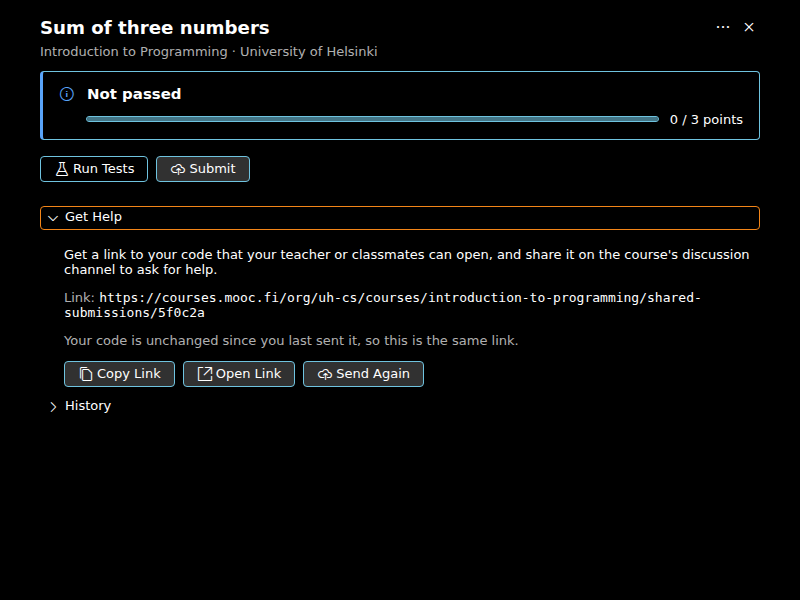 Sum of three numbers
Introduction to Programming · University of Helsinki
Not passed
0 / 3 points
Run Tests
Submit
Get Help
Get a link to your code that your teacher or classmates can open, and share it on the course's discussion
channel to ask for help.
Link: https://courses.mooc.fi/org/uh-cs/courses/introduction-to-programming/shared-
submissions/5f0c2a
Your code is unchanged since you last sent it, so this is the same link.
Copy Link
Open Link
Send Again
History